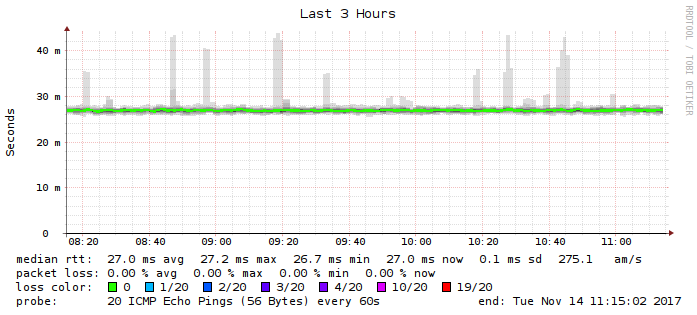 Last 3 Hours
RRDTOOL / TOBI OETIKER
Seconds
40 m
30 m
20 m
10 m
0
08:20 08:40 09:00 09:20 09:40 10:00 10:20 10:40 11:00
median rtt: 27.0 ms avg 27.2 ms max 26.7 ms min 27.0 ms now 0.1 ms sd 275.1 am/s
packet loss: 0.00 % avg 0.00 % max 0.00 % min 0.00 % now
loss color: 0 1/20 2/20 3/20 4/20 10/20 19/20
probe: 20 ICMP Echo Pings (56 Bytes) every 60s end: Tue Nov 14 11:15:02 2017